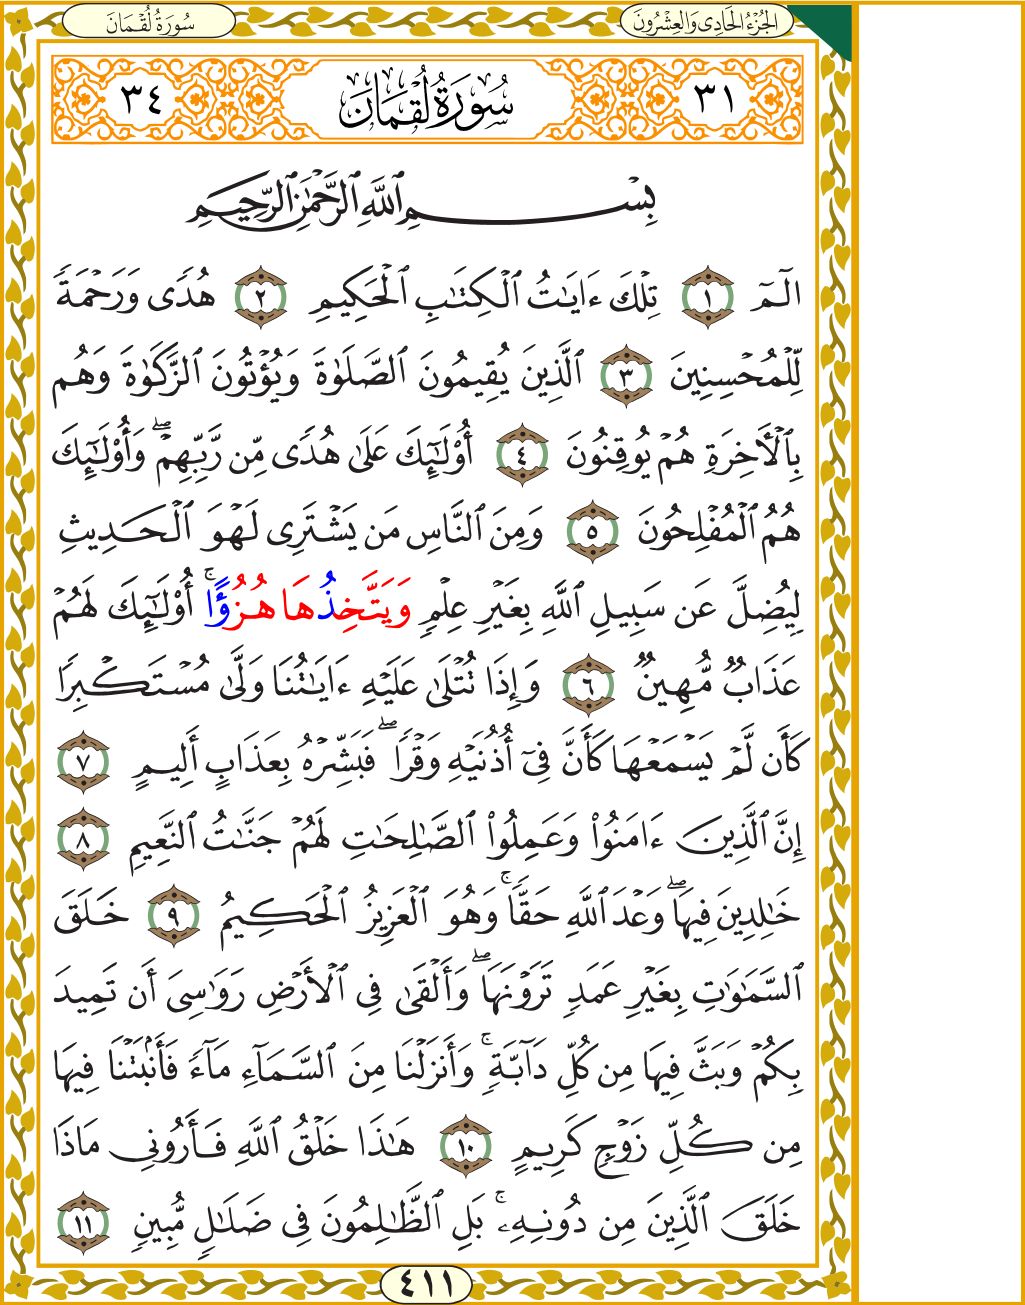 الجُزْءُ الحَادِى وَالعِشْرُونَ
سُورَةُ لُقْمَانَ
٣١ سُورَةُ لُقْمَانَ ٣٤
بِسْمِ ٱللَّهِ ٱلرَّحْمَٰنِ ٱلرَّحِيمِ
الٓمٓ ١ تِلْكَ ءَايَٰتُ ٱلْكِتَٰبِ ٱلْحَكِيمِ ٢ هُدًى وَرَحْمَةً
لِّلْمُحْسِنِينَ ٣ ٱلَّذِينَ يُقِيمُونَ ٱلصَّلَوٰةَ وَيُؤْتُونَ ٱلزَّكَوٰةَ وَهُم
بِٱلْأَخِرَةِ هُمْ يُوقِنُونَ ٤ أُو۟لَٰٓئِكَ عَلَىٰ هُدًى مِّن رَّبِّهِمْۖ وَأُو۟لَٰٓئِكَ
هُمُ ٱلْمُفْلِحُونَ ٥ وَمِنَ ٱلنَّاسِ مَن يَشْتَرِى لَهْوَ ٱلْحَدِيثِ
لِيُضِلَّ عَن سَبِيلِ ٱللَّهِ بِغَيْرِ عِلْمٍ وَيَتَّخِذُهَا هُزُؤًاۚ أُو۟لَٰٓئِكَ لَهُمْ
عَذَابٌ مُّهِينٌ ٦ وَإِذَا تُتْلَىٰ عَلَيْهِ ءَايَٰتُنَا وَلَّىٰ مُسْتَكْبِرًا
كَأَن لَّمْ يَسْمَعْهَا كَأَنَّ فِىٓ أُذُنَيْهِ وَقْرًاۖ فَبَشِّرْهُ بِعَذَابٍ أَلِيمٍ ٧
إِنَّ ٱلَّذِينَ ءَامَنُوا۟ وَعَمِلُوا۟ ٱلصَّٰلِحَٰتِ لَهُمْ جَنَّٰتُ ٱلنَّعِيمِ ٨
خَٰلِدِينَ فِيهَاۖ وَعْدَ ٱللَّهِ حَقًّاۚ وَهُوَ ٱلْعَزِيزُ ٱلْحَكِيمُ ٩ خَلَقَ
ٱلسَّمَٰوَٰتِ بِغَيْرِ عَمَدٍ تَرَوْنَهَاۖ وَأَلْقَىٰ فِى ٱلْأَرْضِ رَوَٰسِىَ أَن تَمِيدَ
بِكُمْ وَبَثَّ فِيهَا مِن كُلِّ دَآبَّةٍۚ وَأَنزَلْنَا مِنَ ٱلسَّمَآءِ مَآءً فَأَنۢبَتْنَا فِيهَا
مِن كُلِّ زَوْجٍ كَرِيمٍ ١٠ هَٰذَا خَلْقُ ٱللَّهِ فَأَرُونِى مَاذَا
خَلَقَ ٱلَّذِينَ مِن دُونِهِۦۚ بَلِ ٱلظَّٰلِمُونَ فِى ضَلَٰلٍ مُّبِينٍ ١١
٤١١